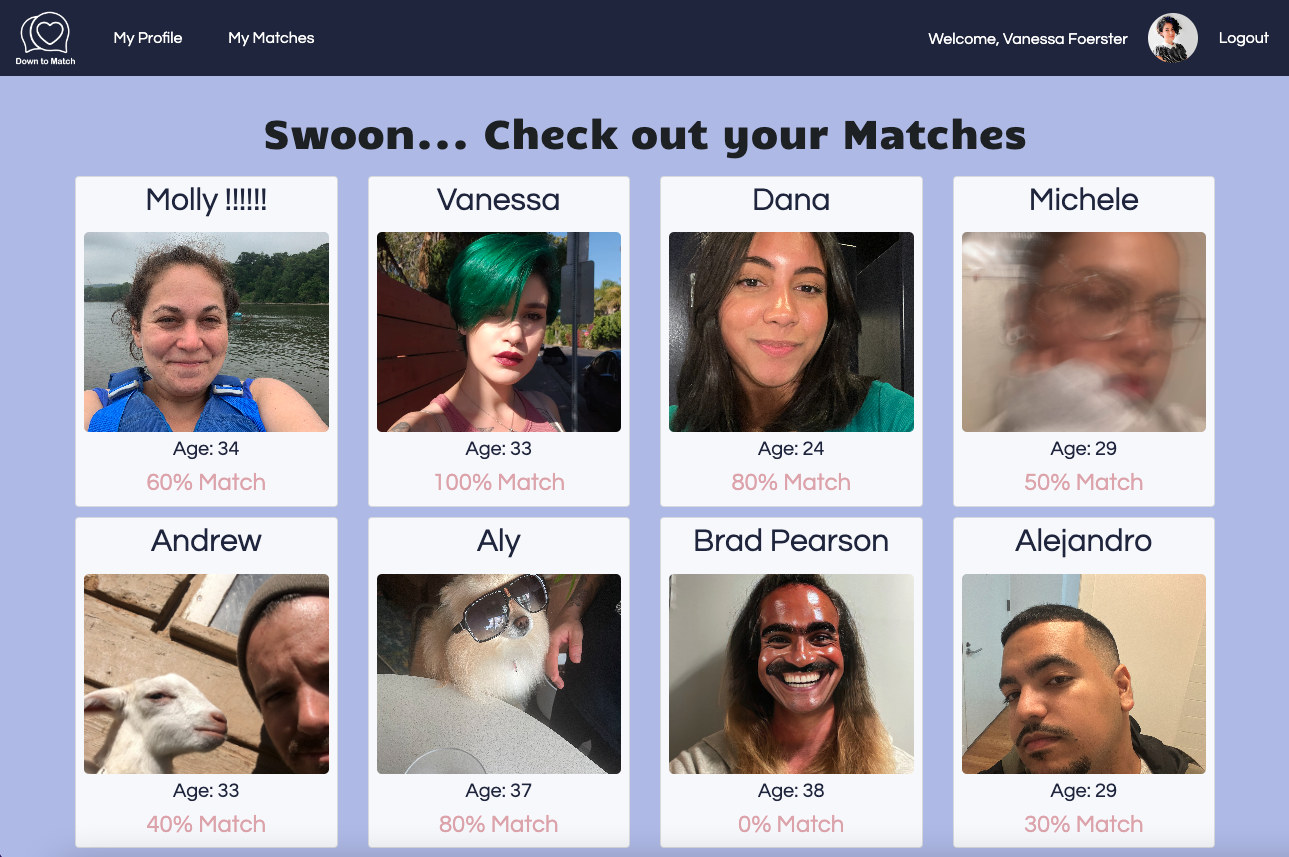 Down to Match
My Profile
My Matches
Welcome, Vanessa Foerster
Logout
Swoon... Check out your Matches
Molly !!!!!!
Age: 34
60% Match
Vanessa
Age: 33
100% Match
Dana
Age: 24
80% Match
Michele
Age: 29
50% Match
Andrew
Age: 33
40% Match
Aly
Age: 37
80% Match
Brad Pearson
Age: 38
0% Match
Alejandro
Age: 29
30% Match